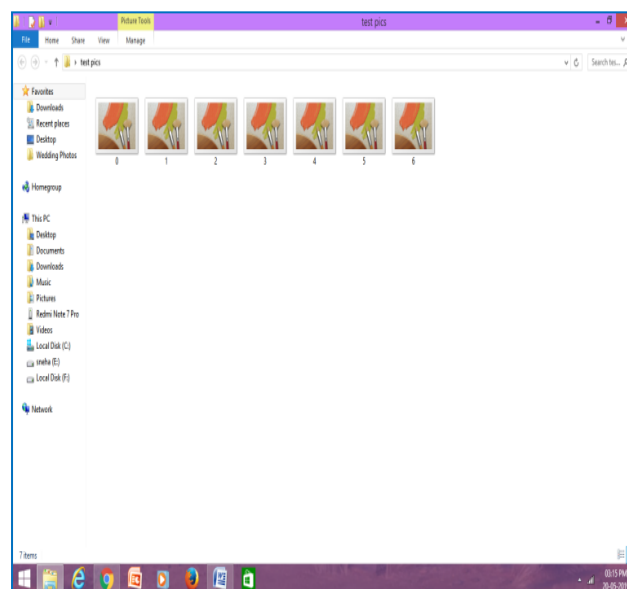 Picture Tools
test pics
File Home Share View Manage
test pics
Search tes...
Favorites
Downloads
Recent places
Desktop
Wedding Photos
0 1 2 3 4 5 6
Homegroup
This PC
Desktop
Documents
Downloads
Music
Pictures
Redmi Note 7 Pro
Videos
Local Disk (C:)
sneha (E:)
Local Disk (F:)
Network
7 items
03:15 PM